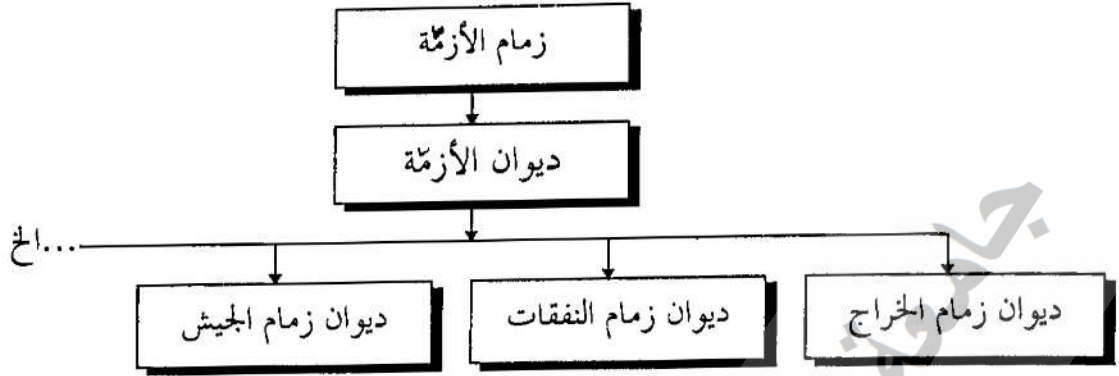 زمام الأزمّة
ديوان الأزمّة
ديوان زمام الخراج
ديوان زمام النفقات
ديوان زمام الجيش
...الخ